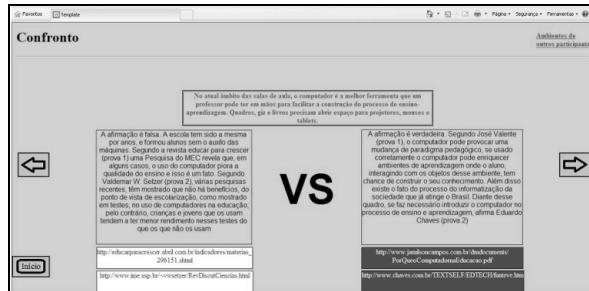 Favoritos Template
Página Segurança Ferramentas
Confronto
Ambientes de
outros participantes
No atual âmbito das salas de aula, o computador é a melhor ferramenta que um
professor pode ter em mãos para facilitar a construção do processo de ensino-
aprendizagem. Quadros, giz e livros precisam abrir espaço para projetores, mouses e
tablets.
A afirmação é falsa. A escola tem sido a mesma
por anos, e formou alunos sem o auxílio das
máquinas. Segundo a revista educar para crescer
(prova 1) uma Pesquisa do MEC revela que, em
alguns casos, o uso do computador piora a
qualidade do ensino e isso é um fato. Segundo
Valdemar W. Setzer (prova 2), várias pesquisas
recentes, têm mostrado que não há benefícios, do
ponto de vista de escolarização, como mostrado
em testes, no uso de computadores na educação;
pelo contrário, crianças e jovens que os usam
tendem a ter menor rendimento nesses testes do
que os que não os usam
http://educarparacrescer.abril.com.br/indicadores/materias_
296151.shtml
http://www.ime.usp.br/~vwsetzer/RevDiscutCiencias.html
VS
A afirmação é verdadeira. Segundo José Valente
(prova 1), o computador pode provocar uma
mudança de paradigma pedagógico, se usado
corretamente o computador pode enriquecer
ambientes de aprendizagem onde o aluno,
interagindo com os objetos desse ambiente, tem
chance de construir o seu conhecimento. Além disso
existe o fato do processo de informatização da
sociedade que já atinge o Brasil. Diante desse
quadro, se faz necessário introduzir o computador no
processo de ensino e aprendizagem, afirma Eduardo
Chaves (prova 2)
http://www.jamilsoncampos.com.br/dmdocuments/
PorQueoComputadornaEducacao.pdf
http://www.chaves.com.br/TEXTSELF/EDTECH/funteve.htm
Início